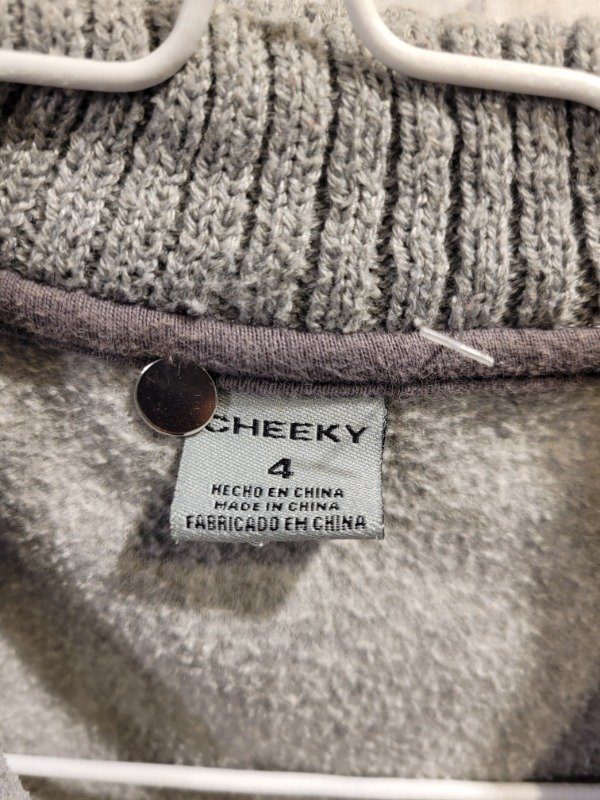 CHEEKY
4
HECHO EN CHINA
MADE IN CHINA
FABRICADO EM CHINA